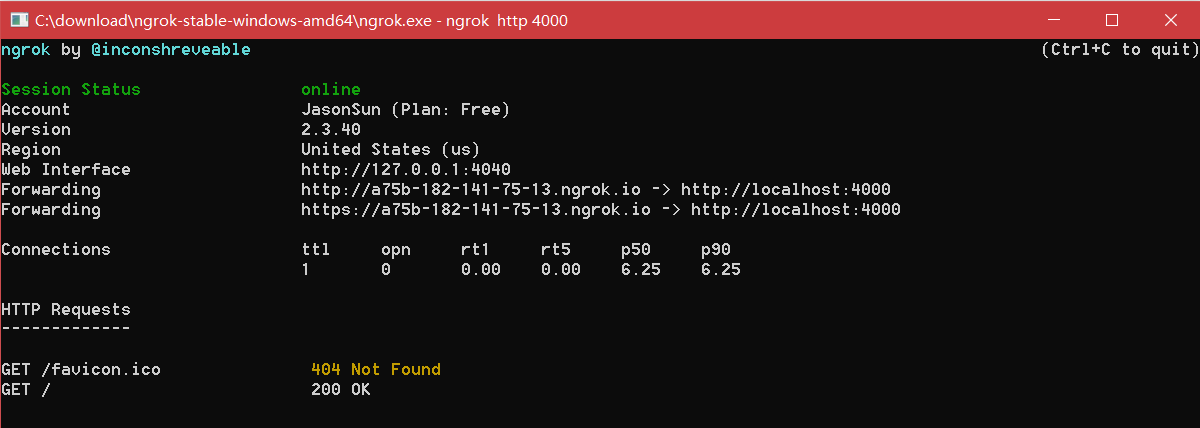 C:\download\ngrok-stable-windows-amd64\ngrok.exe - ngrok  http 4000
ngrok by @inconshreveable (Ctrl+C to quit)
Session Status online
Account JasonSun (Plan: Free)
Version 2.3.40
Region United States (us)
Web Interface http://127.0.0.1:4040
Forwarding http://a75b-182-141-75-13.ngrok.io -> http://localhost:4000
Forwarding https://a75b-182-141-75-13.ngrok.io -> http://localhost:4000
Connections ttl opn rt1 rt5 p50 p90
1 0 0.00 0.00 6.25 6.25
HTTP Requests
-------------
GET /favicon.ico 404 Not Found
GET / 200 OK